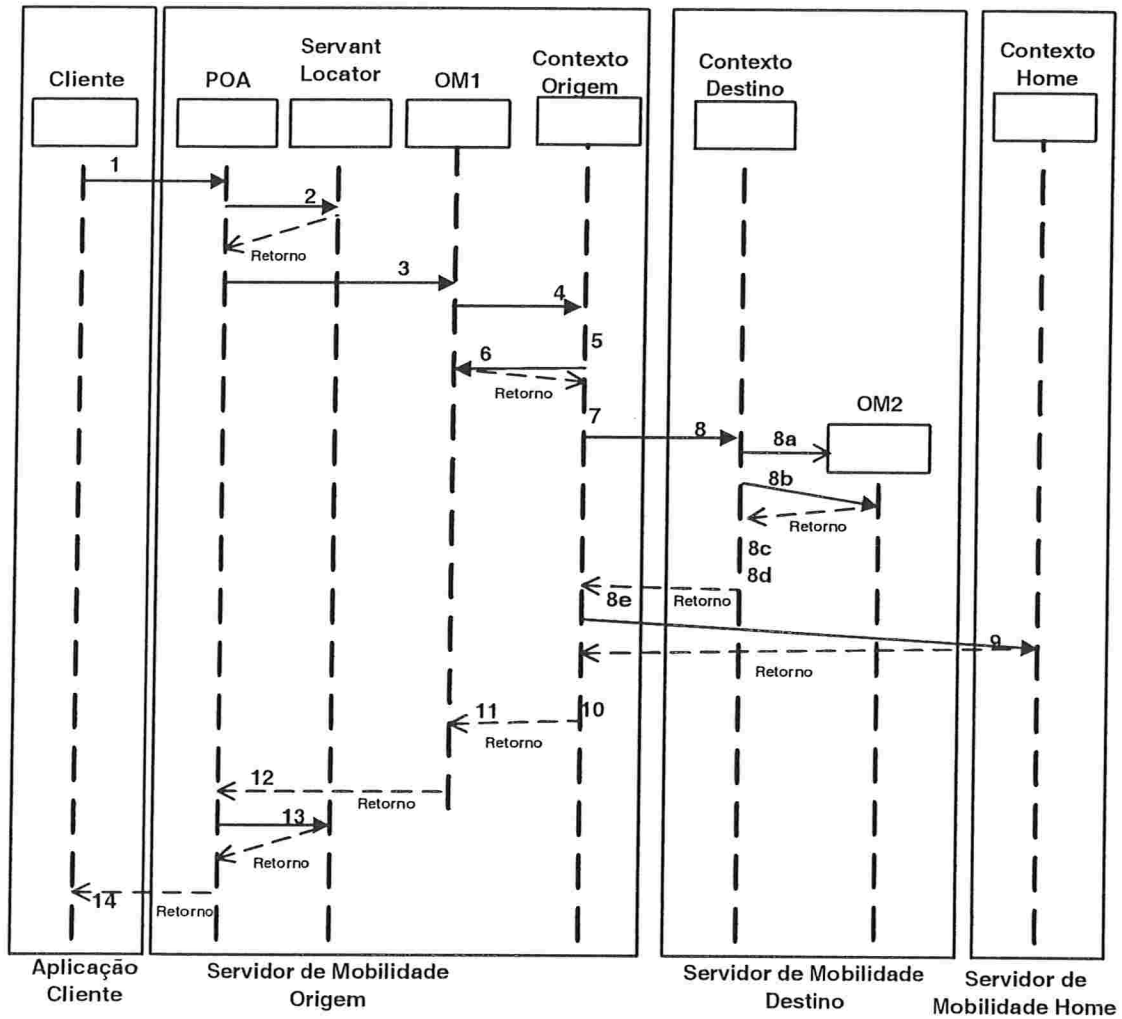 Cliente
POA
Servant
Locator
OM1
Contexto
Origem
Contexto
Destino
Contexto
Home
1
2
Retorno
3
4
5
6
Retorno
7
8
8a
OM2
8b
Retorno
8c
8d
8e
Retorno
9
Retorno
10
11
Retorno
12
Retorno
13
Retorno
14
Retorno
Aplicação
Cliente
Servidor de Mobilidade
Origem
Servidor de Mobilidade
Destino
Servidor de
Mobilidade Home